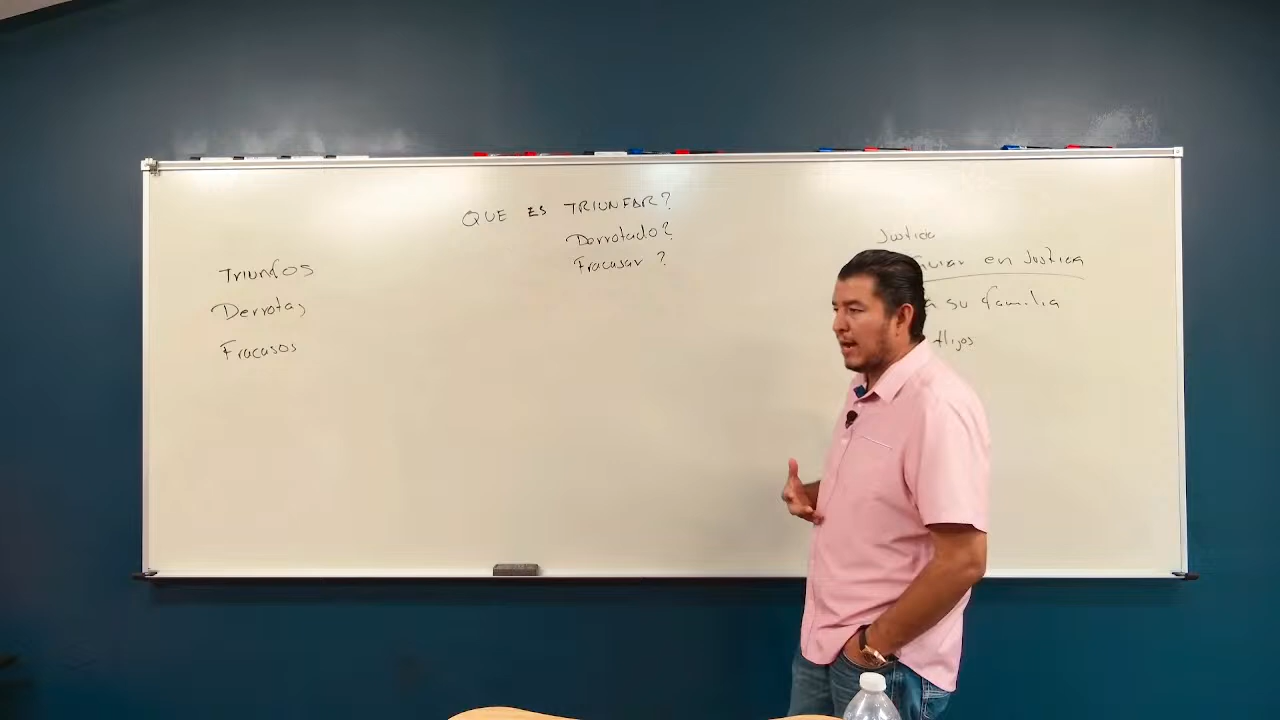 QUE ES TRIUNFAR?
Derrotado?
Fracasar ?
Triunfos
Derrotas
Fracasos
Justicia
en Justicia
su familia
Hijos